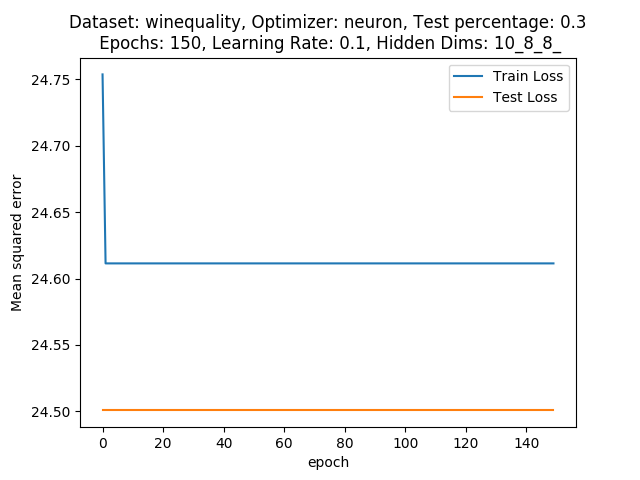 Dataset: winequality, Optimizer: neuron, Test percentage: 0.3
Epochs: 150, Learning Rate: 0.1, Hidden Dims: 10_8_8_
Train Loss
Test Loss
24.75
24.70
24.65
24.60
24.55
24.50
Mean squared error
0 20 40 60 80 100 120 140
epoch